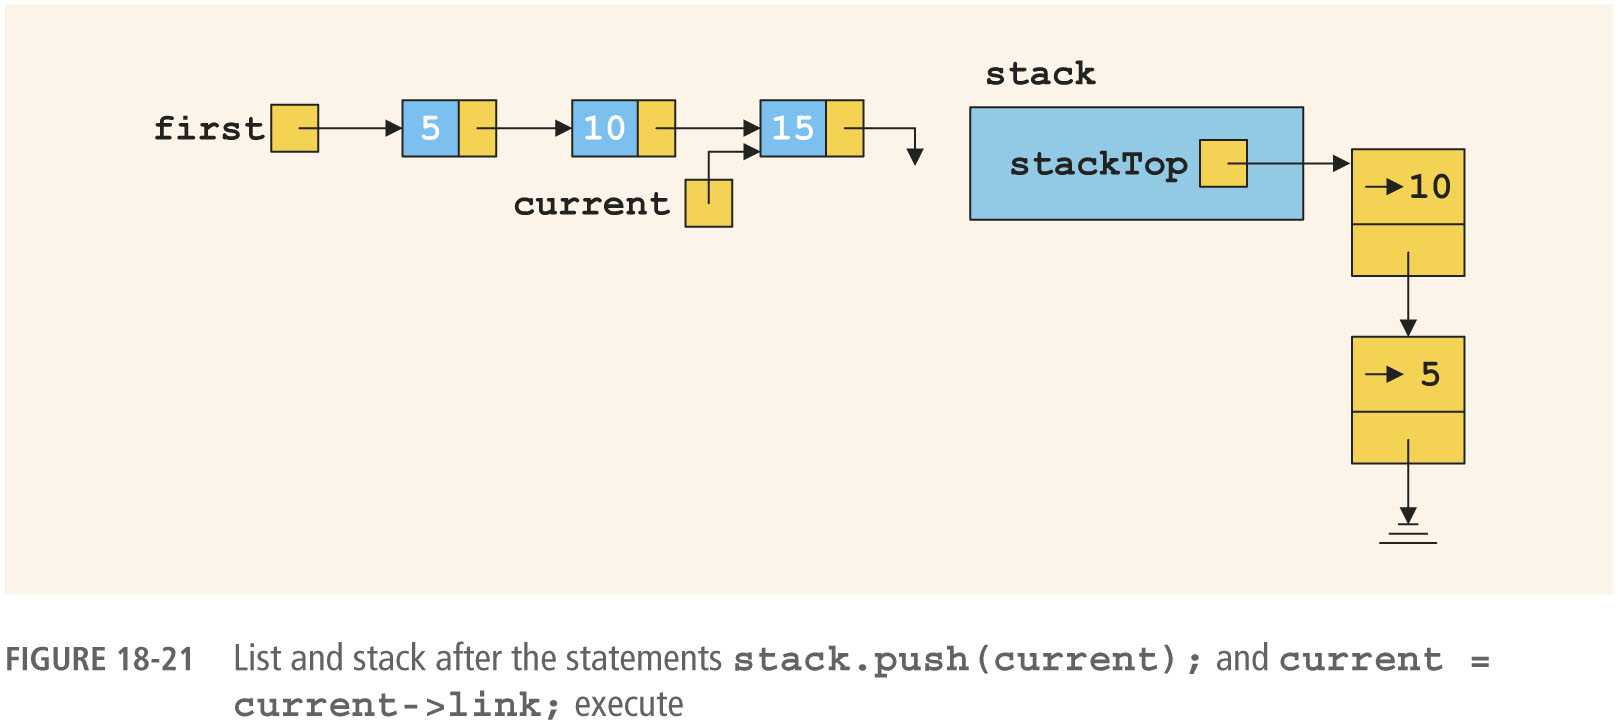 stack
first 5 10 15
stackTop
10
current
5
FIGURE 18-21 List and stack after the statements stack.push(current); and current =
current->link; execute